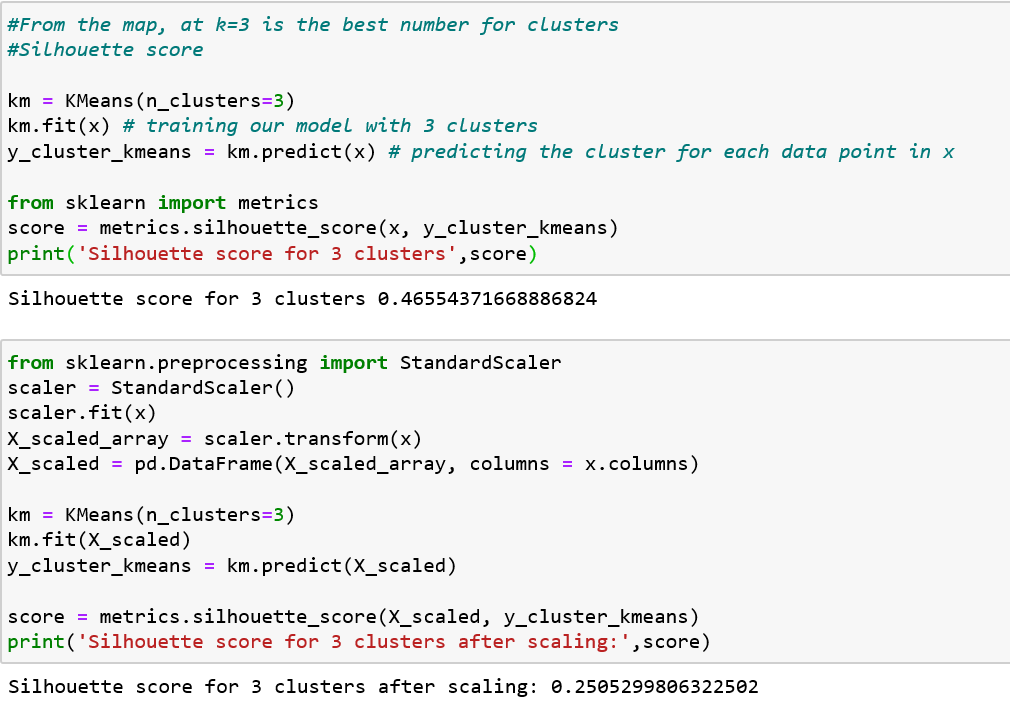 #From the map, at k=3 is the best number for clusters
#Silhouette score
km = KMeans(n_clusters=3)
km.fit(x) # training our model with 3 clusters
y_cluster_kmeans = km.predict(x) # predicting the cluster for each data point in x
from sklearn import metrics
score = metrics.silhouette_score(x, y_cluster_kmeans)
print('Silhouette score for 3 clusters',score)
Silhouette score for 3 clusters 0.46554371668886824
from sklearn.preprocessing import StandardScaler
scaler = StandardScaler()
scaler.fit(x)
X_scaled_array = scaler.transform(x)
X_scaled = pd.DataFrame(X_scaled_array, columns = x.columns)
km = KMeans(n_clusters=3)
km.fit(X_scaled)
y_cluster_kmeans = km.predict(X_scaled)
score = metrics.silhouette_score(X_scaled, y_cluster_kmeans)
print('Silhouette score for 3 clusters after scaling:',score)
Silhouette score for 3 clusters after scaling: 0.2505299806322502